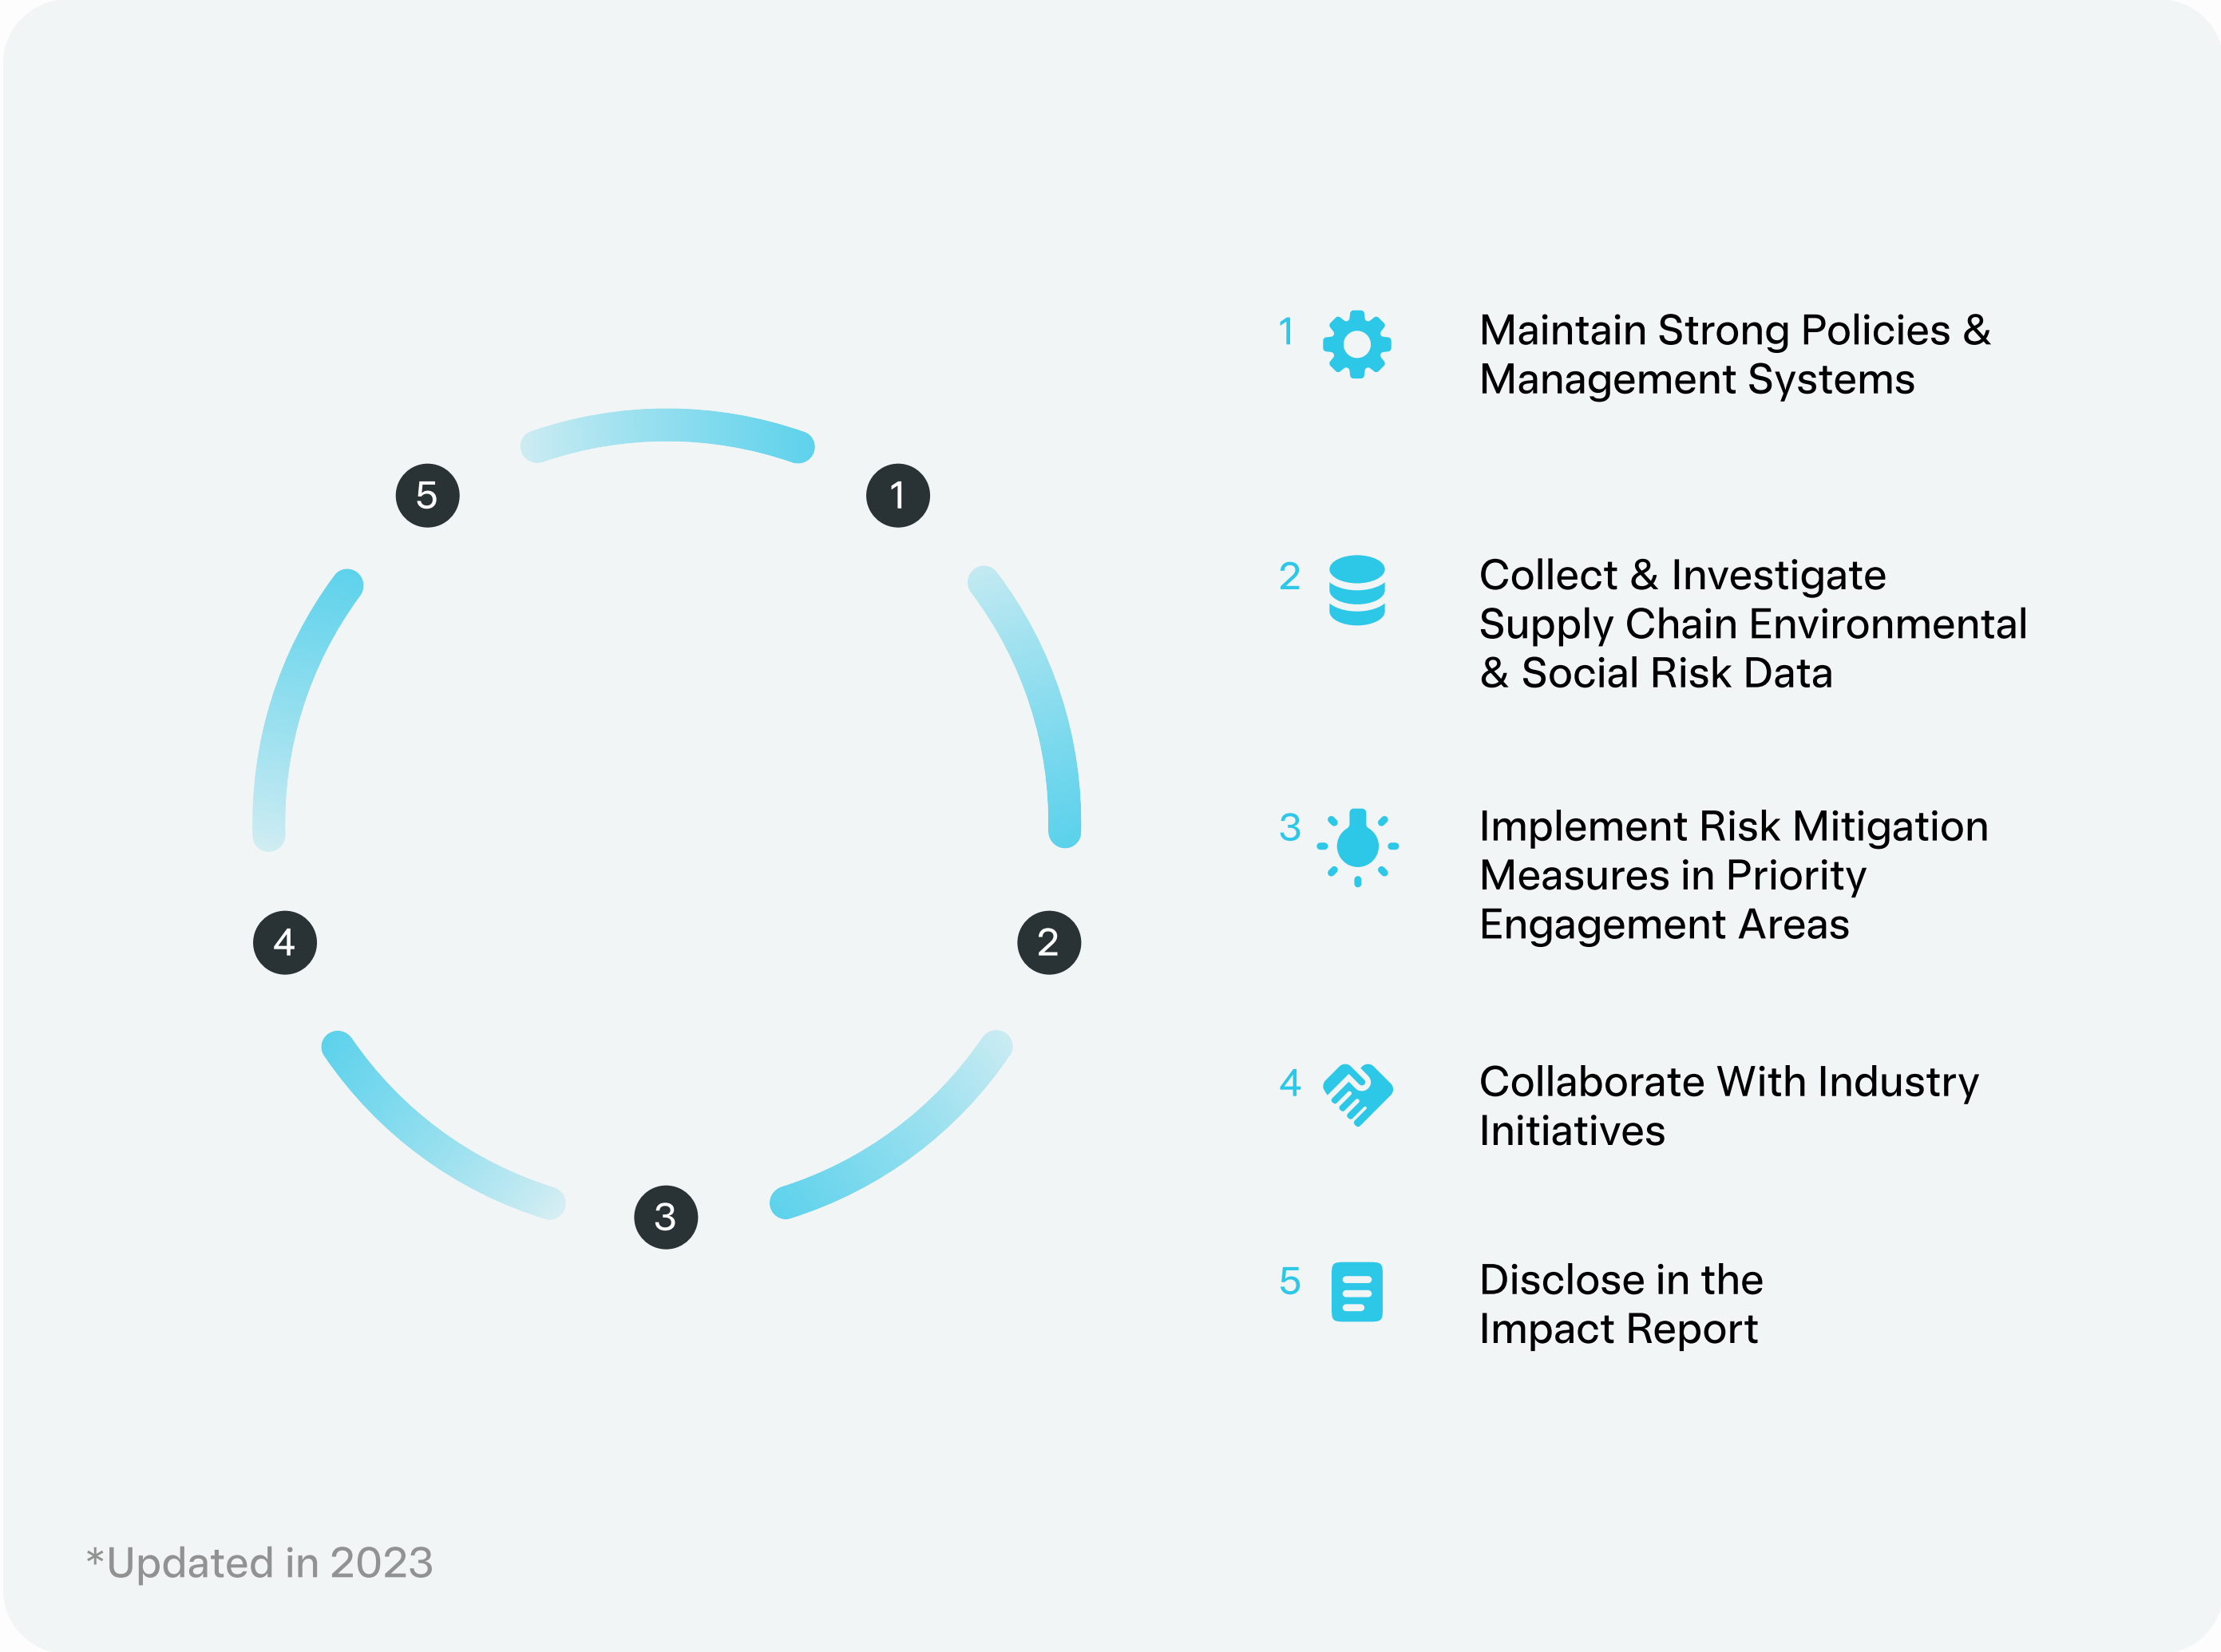 5
1
4
2
3
1
Maintain Strong Policies &
Management Systems
2
Collect & Investigate
Supply Chain Environmental
& Social Risk Data
3
Implement Risk Mitigation
Measures in Priority
Engagement Areas
4
Collaborate With Industry
Initiatives
5
Disclose in the
Impact Report
*Updated in 2023